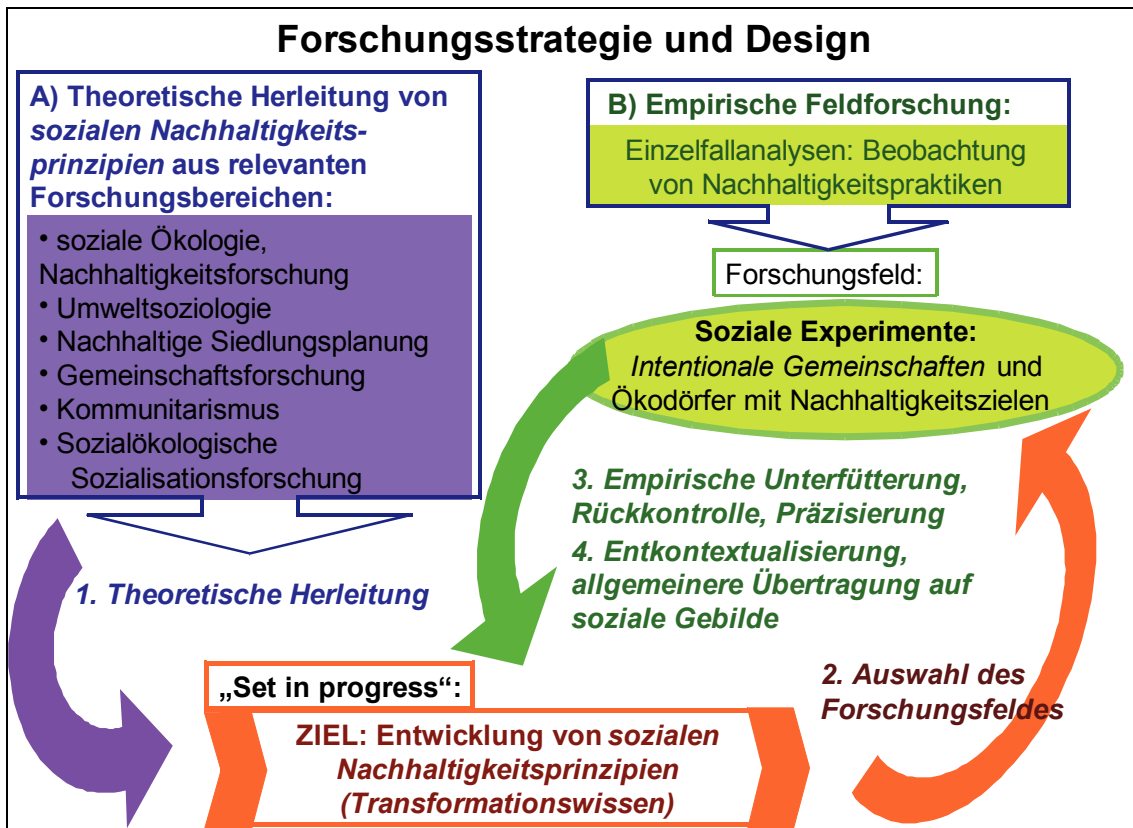 Forschungsstrategie und Design
A) Theoretische Herleitung von
sozialen Nachhaltigkeits-
prinzipien aus relevanten
Forschungsbereichen:
• soziale Ökologie,
Nachhaltigkeitsforschung
• Umweltsoziologie
• Nachhaltige Siedlungsplanung
• Gemeinschaftsforschung
• Kommunitarismus
• Sozialökologische
Sozialisationsforschung
1. Theoretische Herleitung
B) Empirische Feldforschung:
Einzelfallanalysen: Beobachtung
von Nachhaltigkeitspraktiken
Forschungsfeld:
Soziale Experimente:
Intentionale Gemeinschaften und
Ökodörfer mit Nachhaltigkeitszielen
3. Empirische Unterfütterung,
Rückkontrolle, Präzisierung
4. Entkontextualisierung,
allgemeinere Übertragung auf
soziale Gebilde
2. Auswahl des
Forschungsfeldes
„Set in progress“:
ZIEL: Entwicklung von sozialen
Nachhaltigkeitsprinzipien
(Transformationswissen)